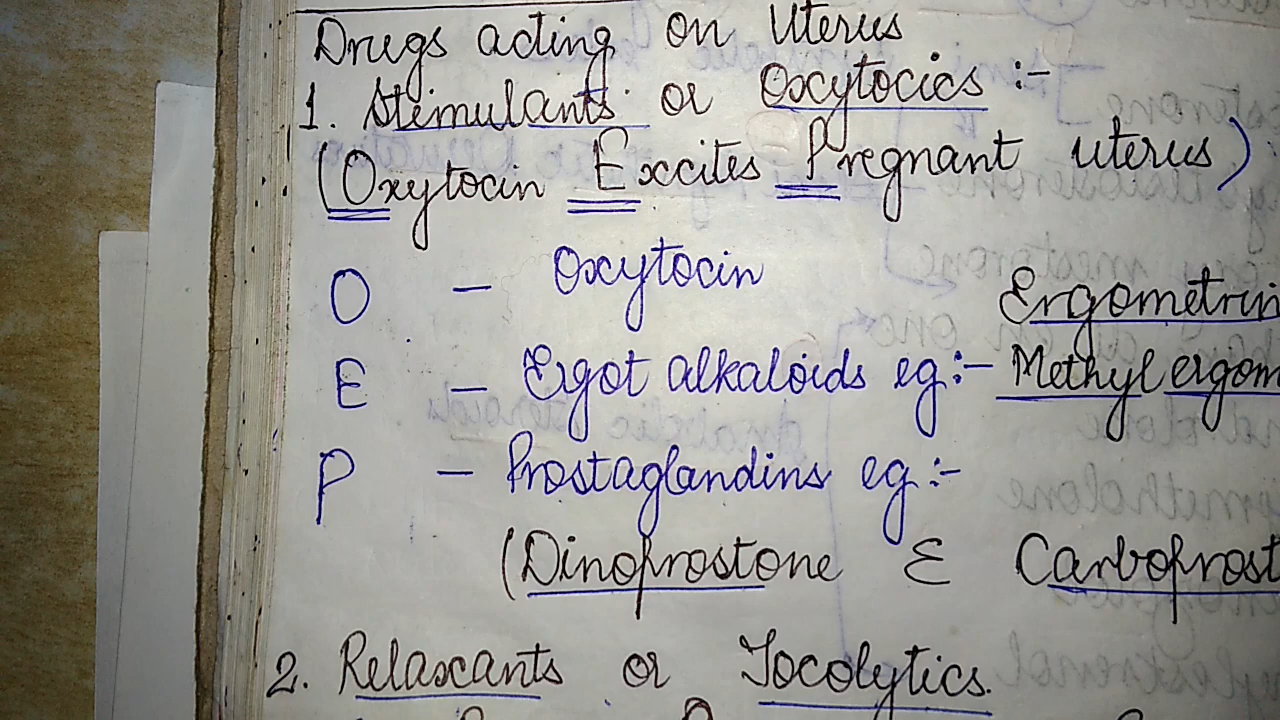 Drugs acting on Uterus
1. Stimulants or Oxytocics :-
(Oxytocin Excites Pregnant uterus)
O - Oxytocin
Ergometrin
E - Ergot alkaloids eg:- Methyl ergom
P - Prostaglandins eg:-
(Dinoprostone & Carboprost
2. Relaxants or Tocolytics.